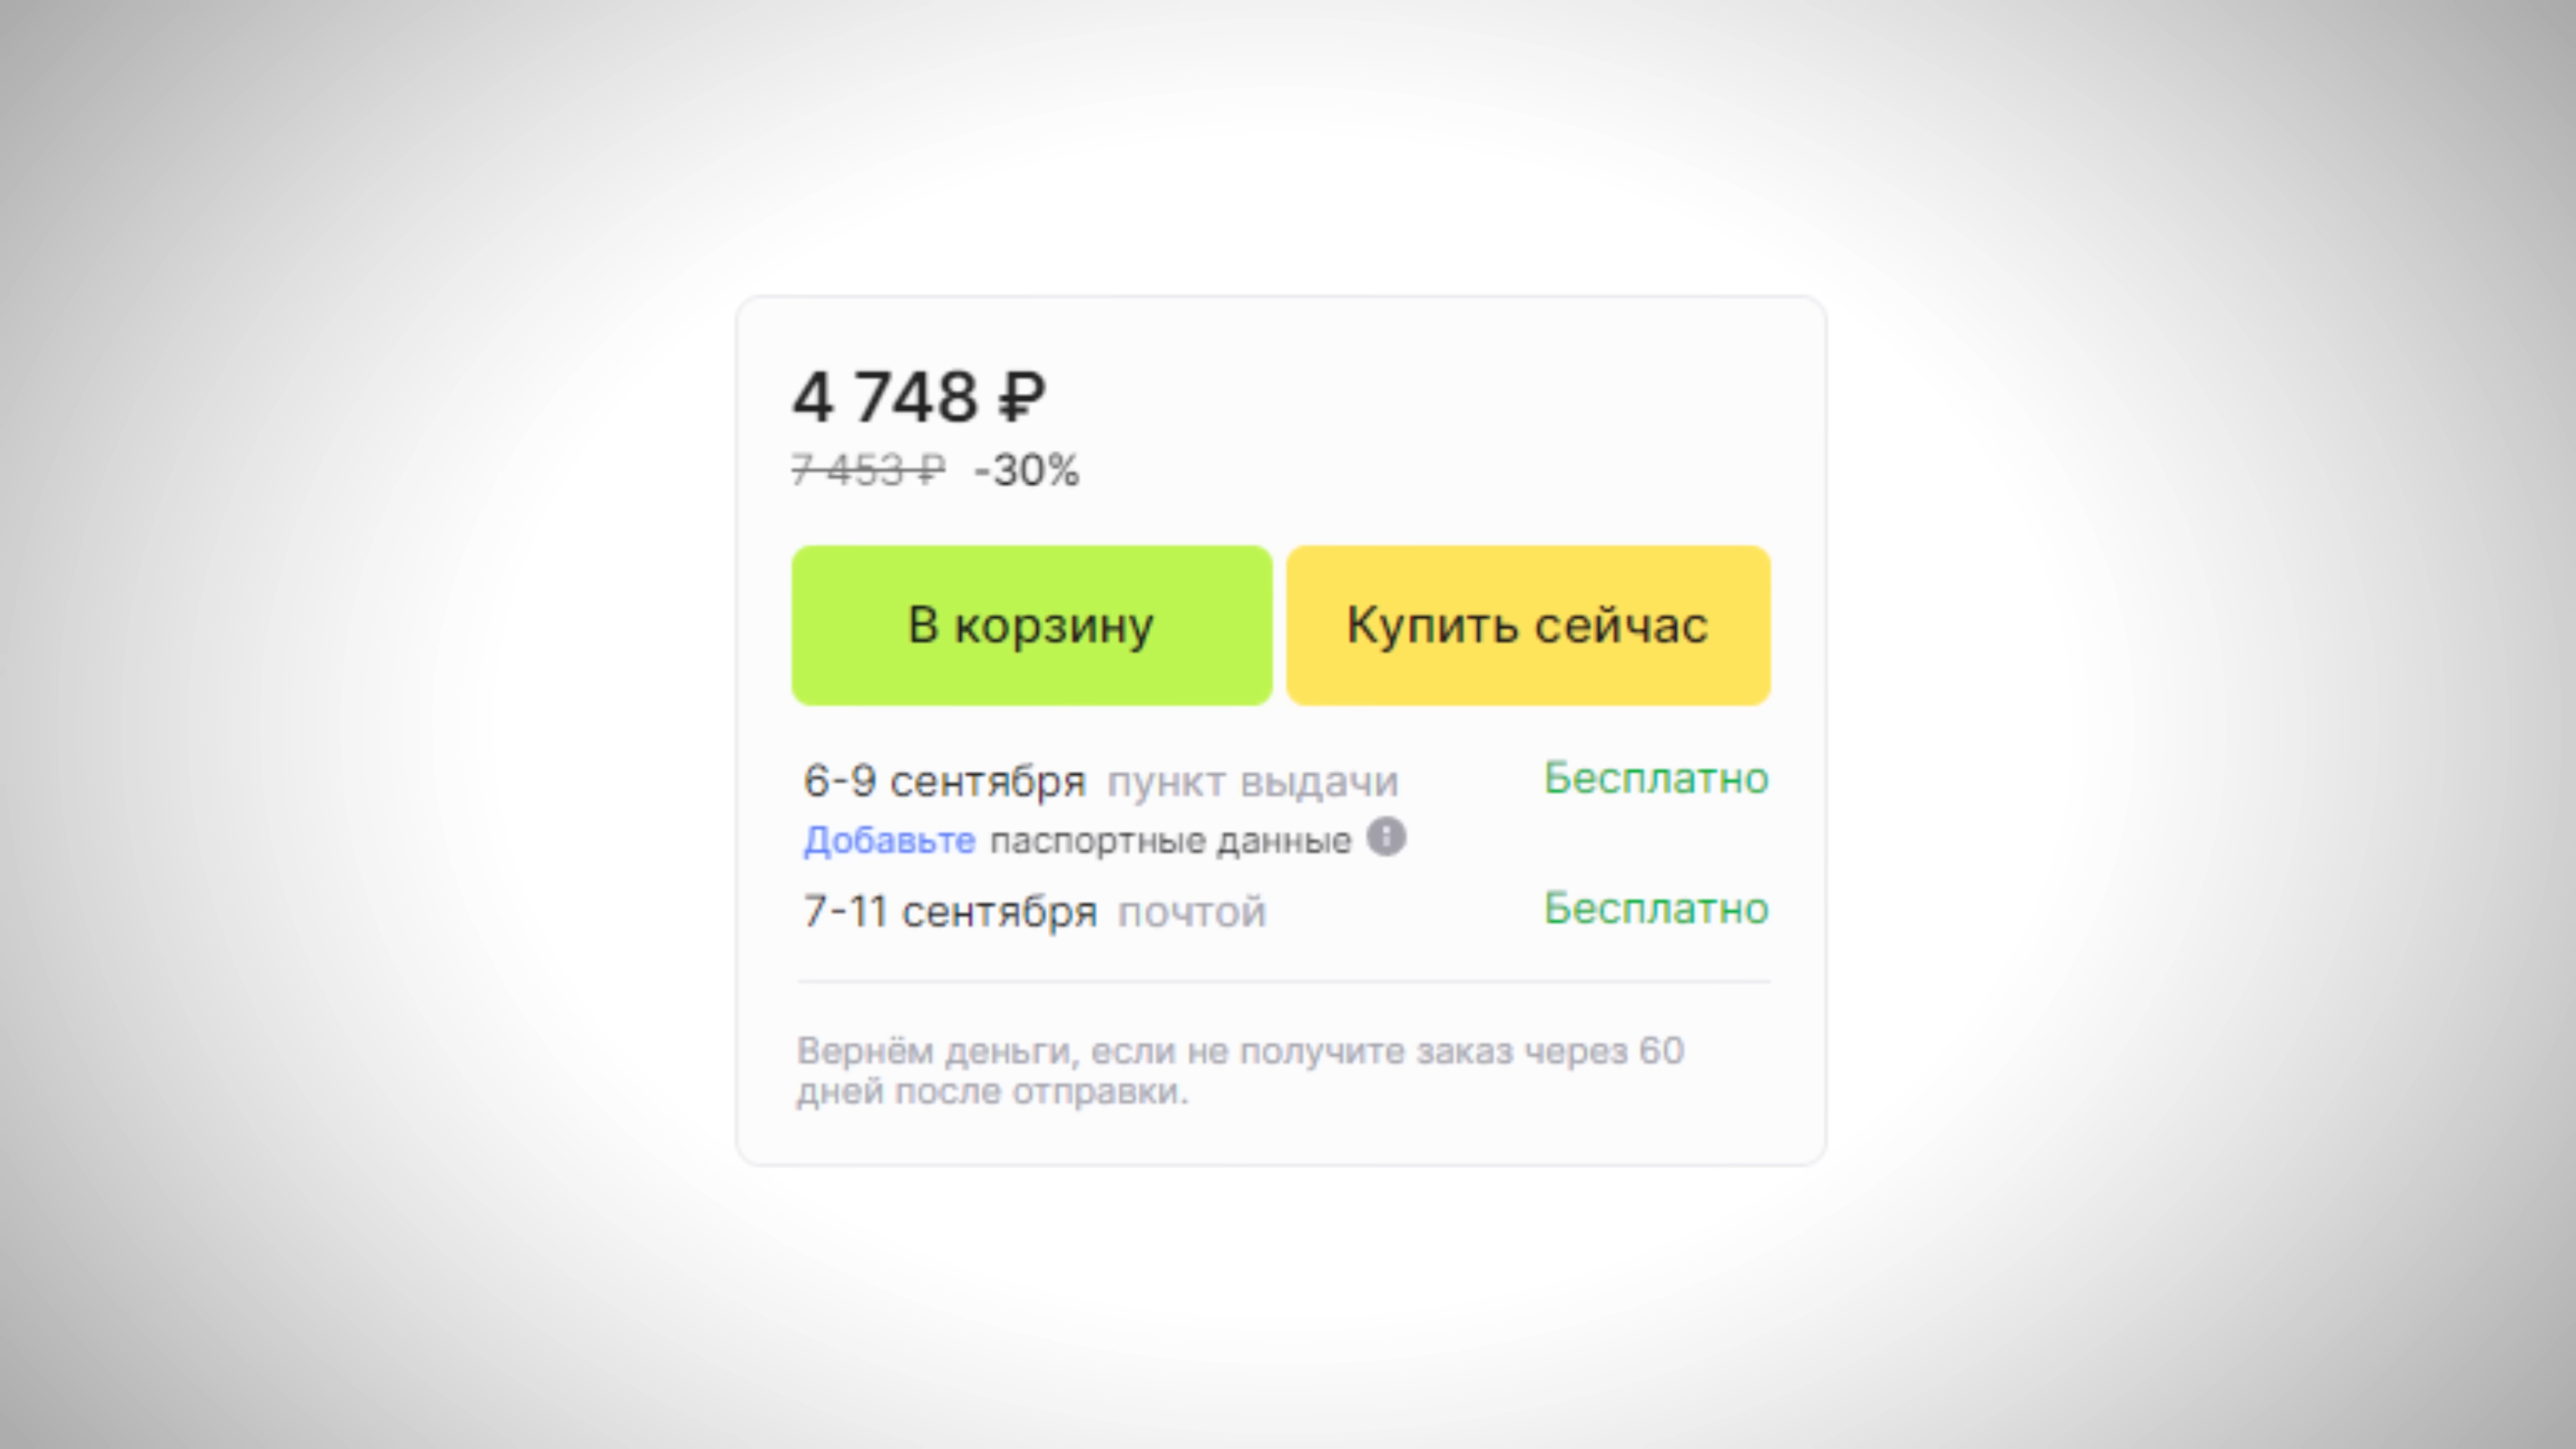 4 748 ₽
7 453 ₽ -30%
В корзину Купить сейчас
6-9 сентября пункт выдачи Бесплатно
Добавьте паспортные данные
7-11 сентября почтой Бесплатно
Вернём деньги, если не получите заказ через 60
дней после отправки.